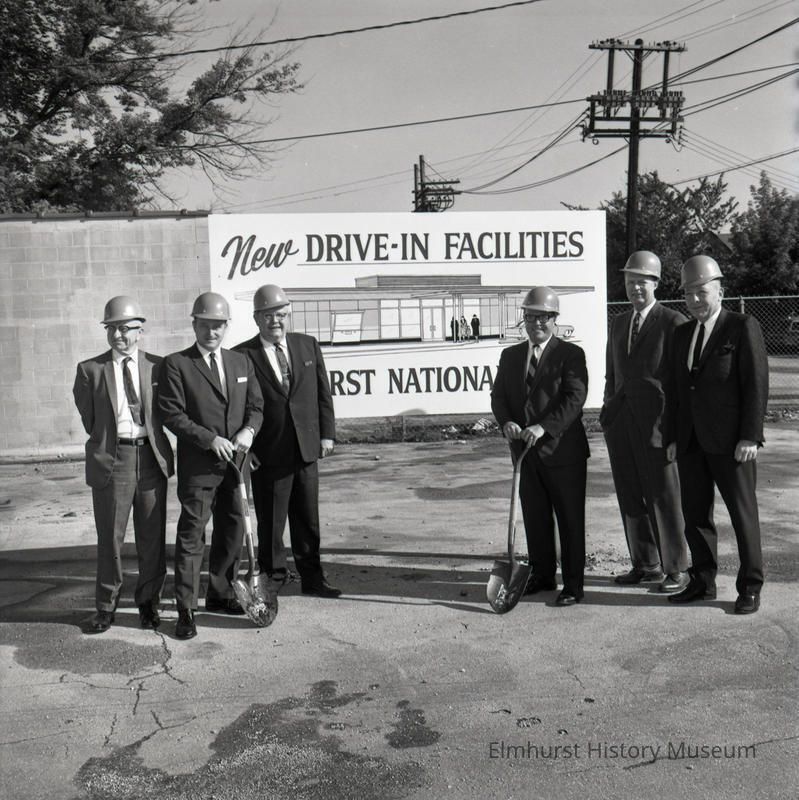 New DRIVE-IN FACILITIES
RST NATIONA
Elmhurst History Museum